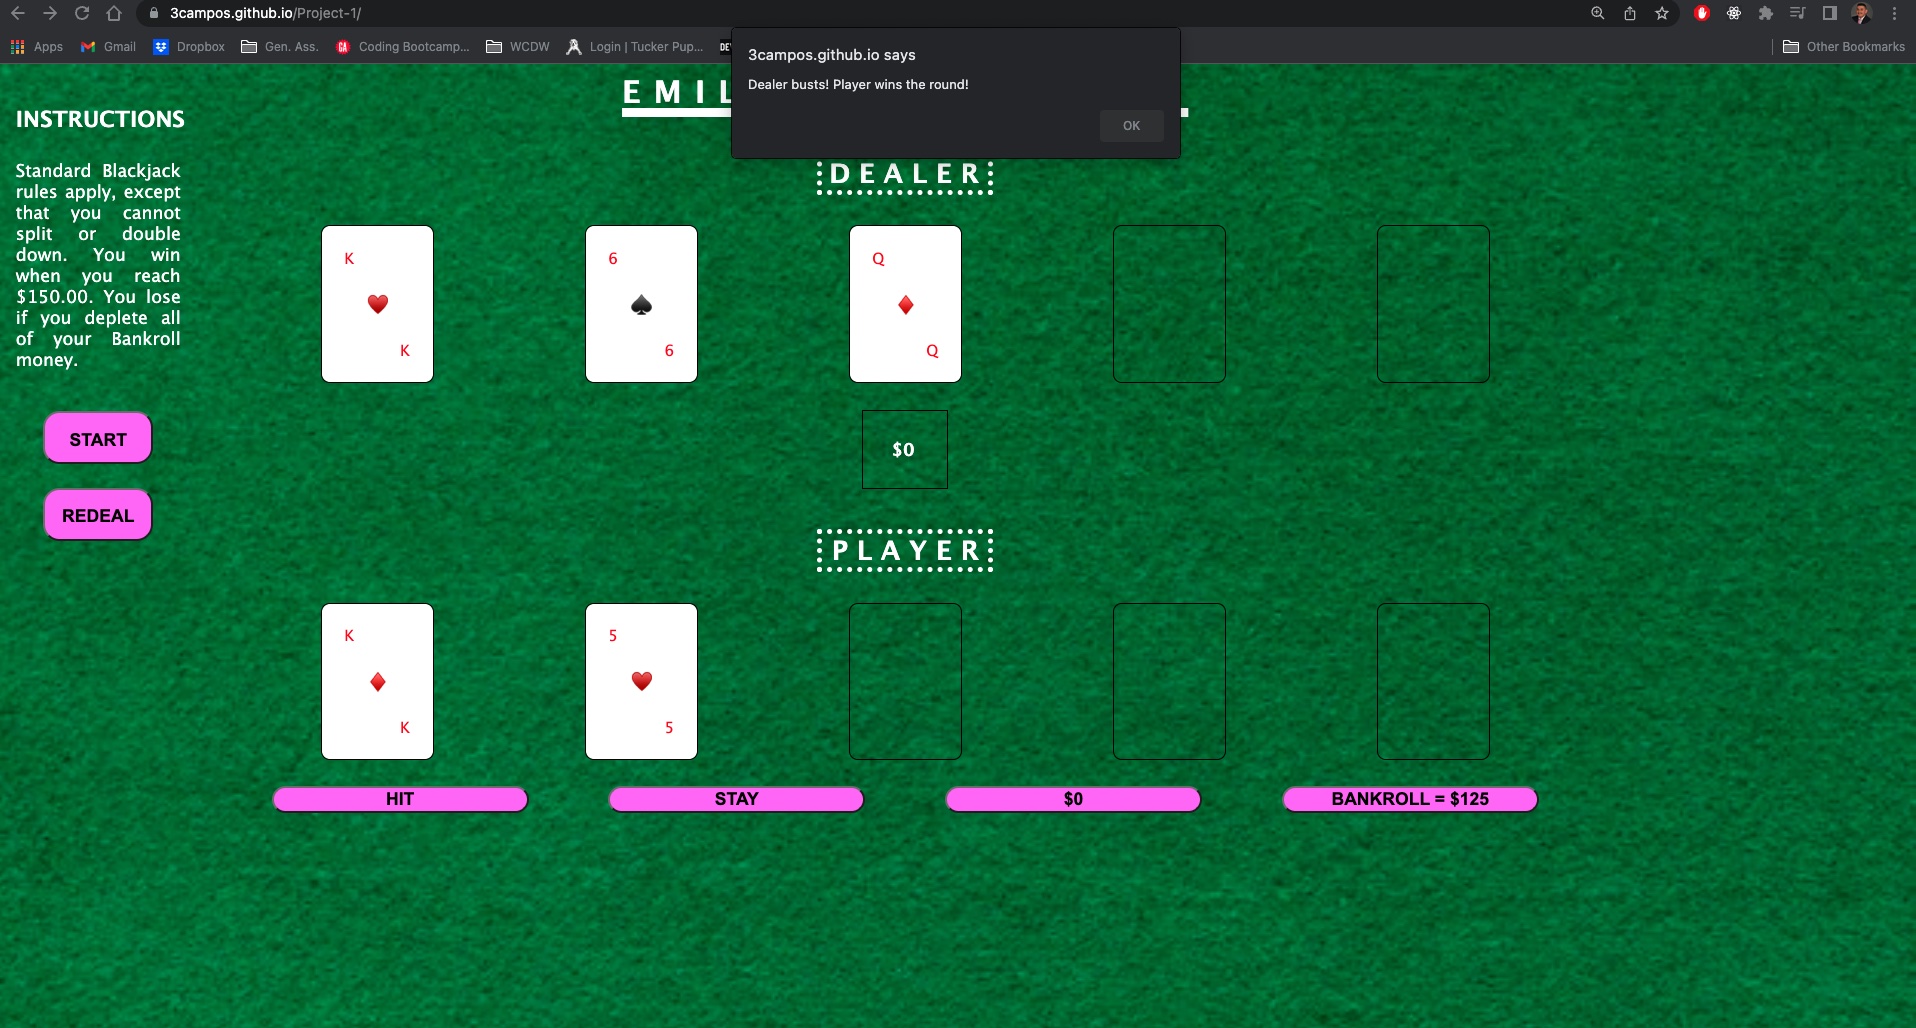 3campos.github.io/Project-1/
Apps Gmail Dropbox Gen. Ass. GA Coding Bootcamp... WCDW Login | Tucker Pup... Other Bookmarks
3campos.github.io says
Dealer busts! Player wins the round!
OK
EMIL
INSTRUCTIONS
Standard Blackjack
rules apply, except
that you cannot
split or double
down. You win
when you reach
$150.00. You lose
if you deplete all
of your Bankroll
money.
START
REDEAL
DEALER
K 6 Q
K 6 Q
$0
PLAYER
K 5
K 5
HIT STAY $0 BANKROLL = $125